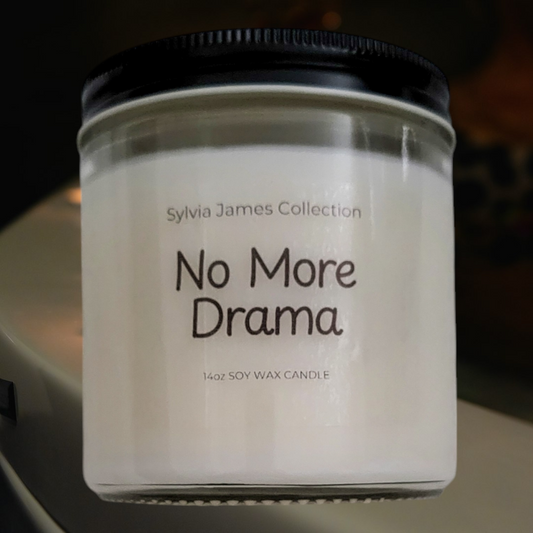 Sylvia James Collection
No More
Drama
14oz SOY WAX CANDLE